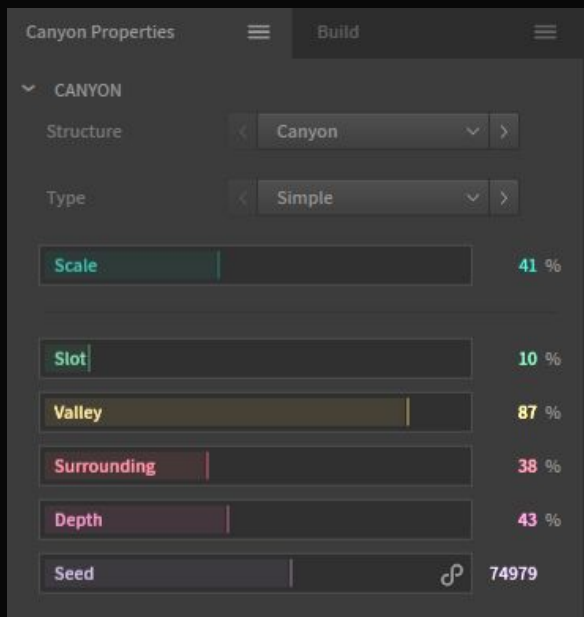 Canyon Properties Build
CANYON
Structure Canyon
Type Simple
Scale 41 %
Slot 10 %
Valley 87 %
Surrounding 38 %
Depth 43 %
Seed 74979